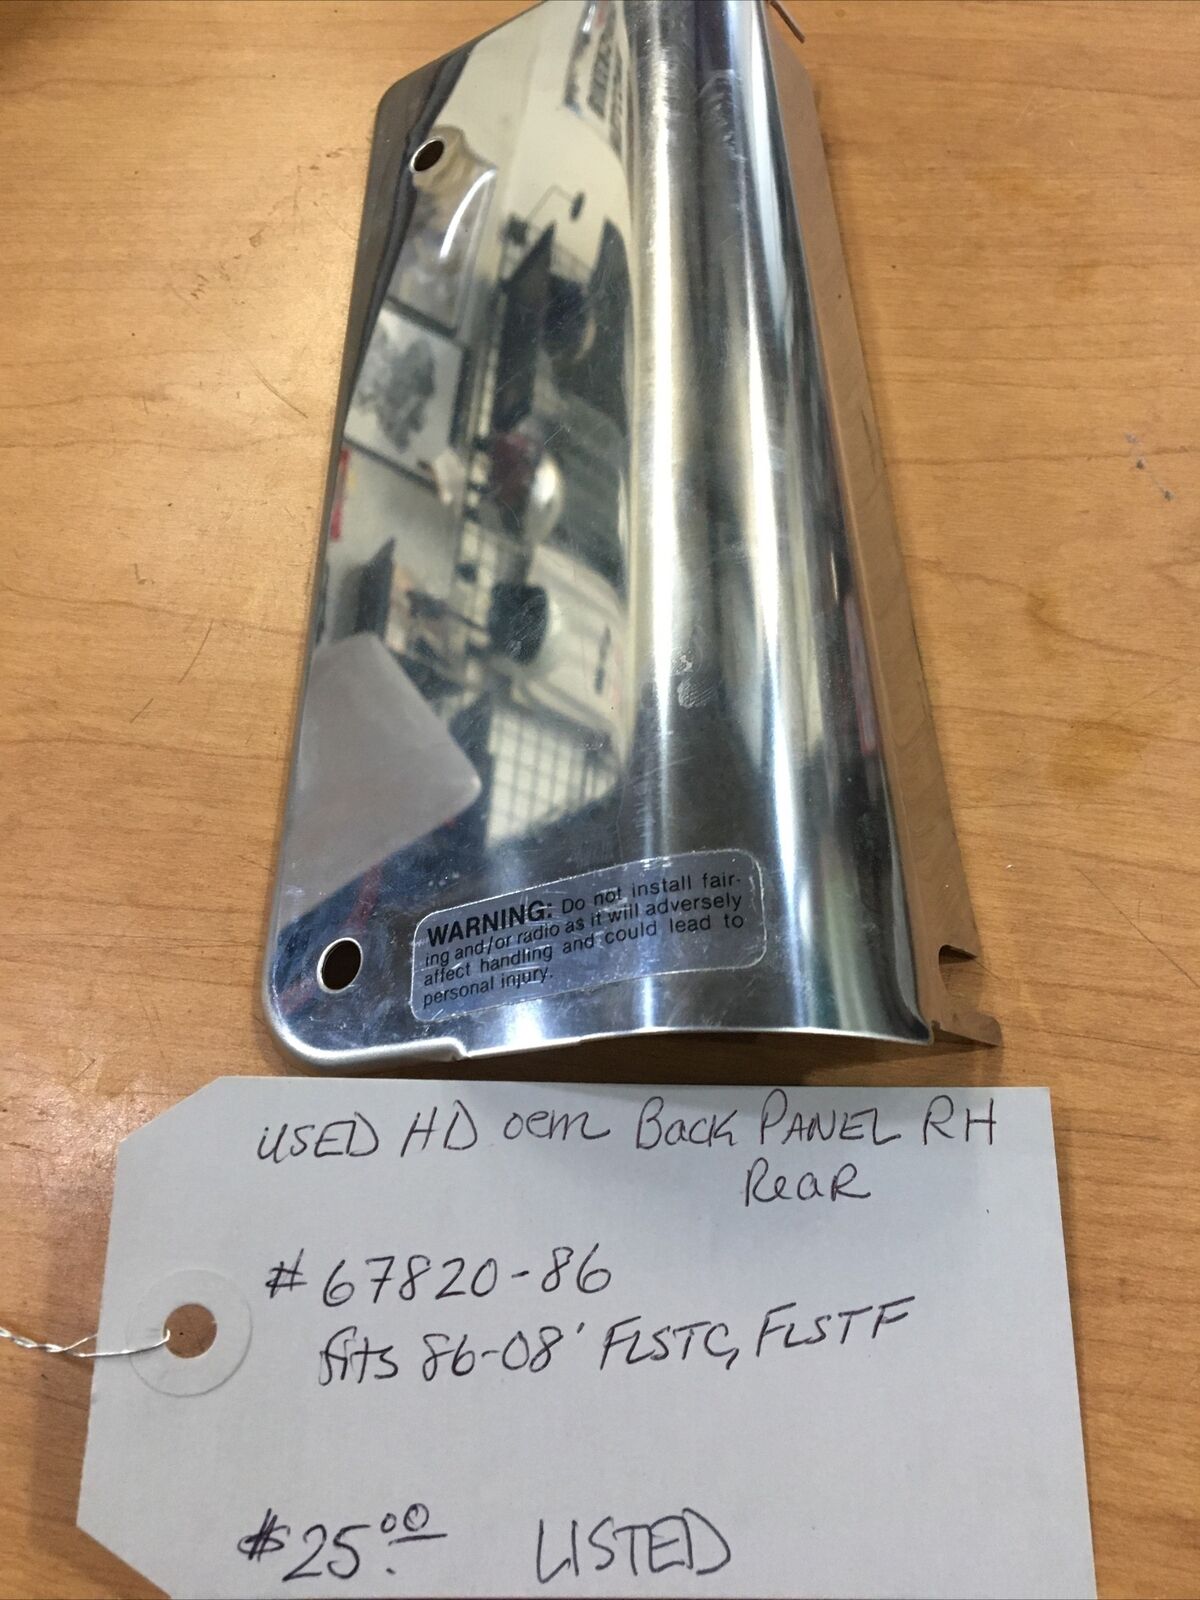 WARNING: Do not install fair-
ing and/or radio as it will adversely
affect handling and could lead to
personal injury.
USED HD oem Back PANEL RH
Rear
#67820-86
fits 86-08' FLSTC, FLSTF
$25.00 LISTED